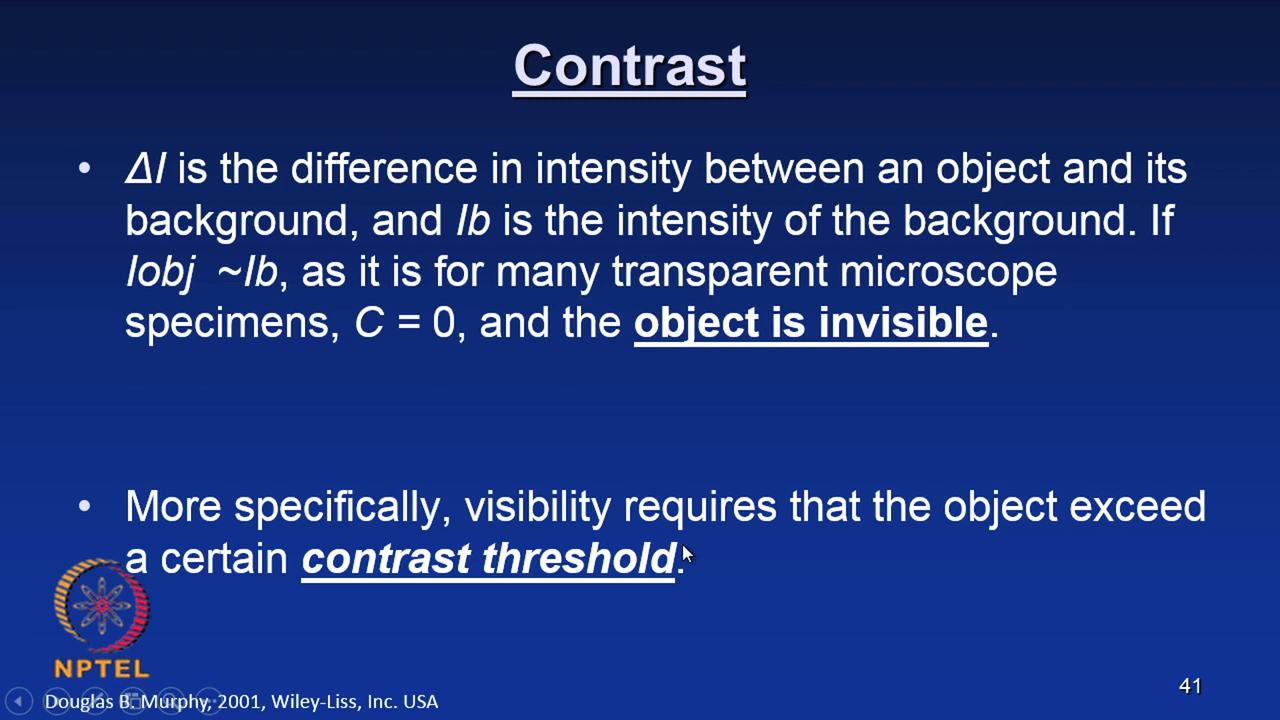 Contrast
• ΔI is the difference in intensity between an object and its
background, and Ib is the intensity of the background. If
Iobj ~Ib, as it is for many transparent microscope
specimens, C = 0, and the object is invisible.
• More specifically, visibility requires that the object exceed
a certain contrast threshold.
NPTEL
41
Douglas B. Murphy, 2001, Wiley-Liss, Inc. USA